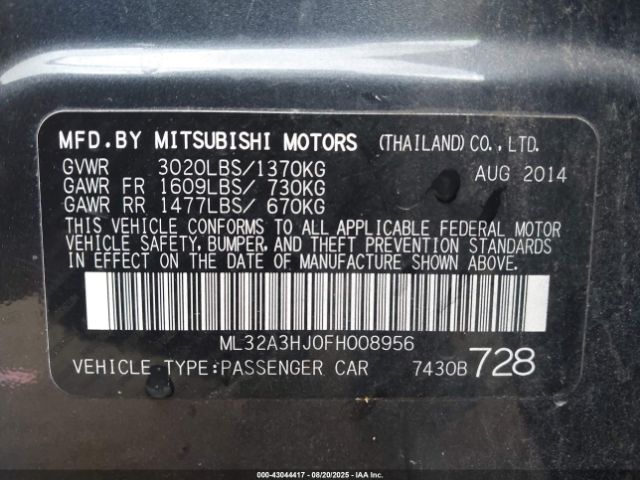 MFD.BY MITSUBISHI MOTORS (THAILAND)CO.,LTD.
GVWR 3020LBS/1370KG AUG 2014
GAWR FR 1609LBS/ 730KG
GAWR RR 1477LBS/ 670KG
THIS VEHICLE CONFORMS TO ALL APPLICABLE FEDERAL MOTOR
VEHICLE SAFETY, BUMPER, AND THEFT PREVENTION STANDARDS
IN EFFECT ON THE DATE OF MANUFACTURE SHOWN ABOVE.
ML32A3HJ0FH008956
VEHICLE TYPE:PASSENGER CAR 7430B 728
000-43044417 - 08/20/2025 - IAA Inc.